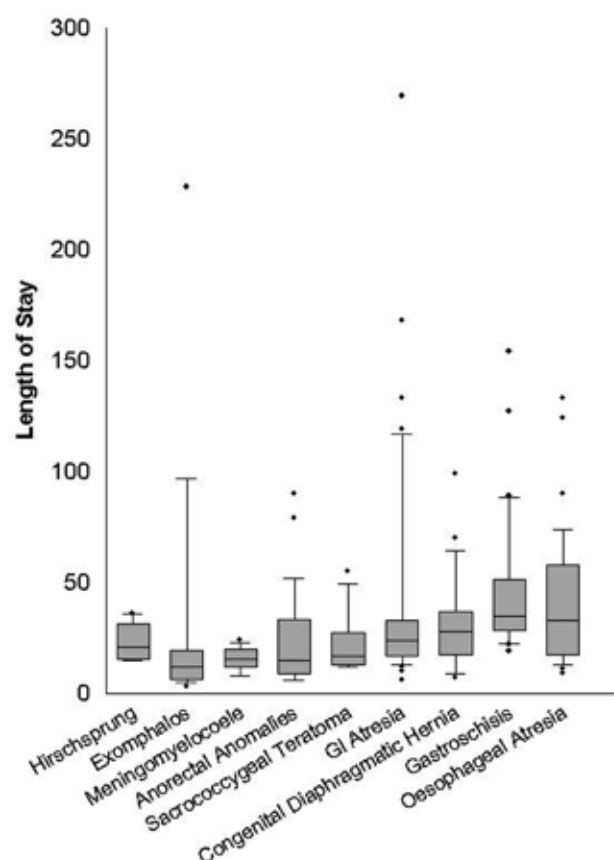 300
250
200
150
100
50
0
Length of Stay
Hirschsprung
Exomphalos
Meningomyelocoele
Anorectal Anomalies
Sacrococcygeal Teratoma
GI Atresia
Congenital Diaphragmatic Hernia
Gastroschisis
Oesophageal Atresia